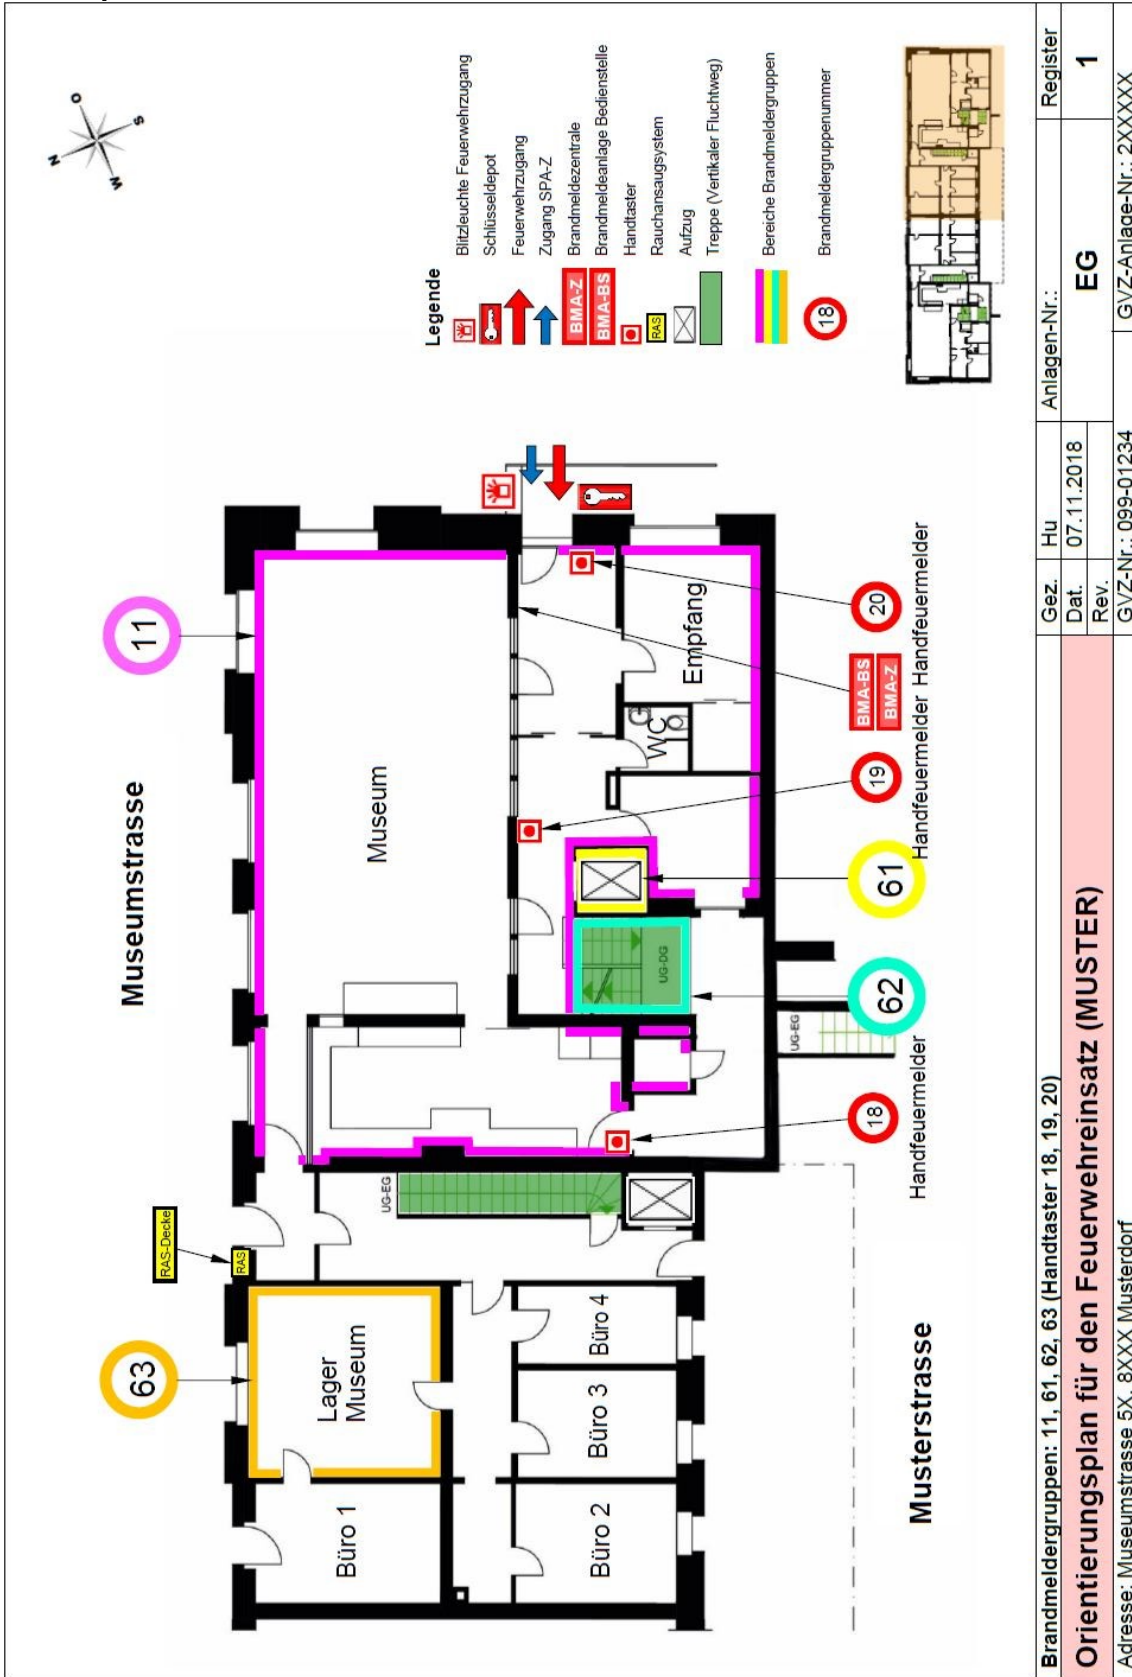 N
O
S
W
Legende
Blitzleuchte Feuerwehrzugang
Schlüsseldepot
Feuerwehrzugang
Zugang SPA-Z
BMA-Z Brandmeldezentrale
BMA-BS Brandmeldeanlage Bedienstelle
Handtaster
RAS Rauchansaugsystem
Aufzug
Treppe (Vertikaler Fluchtweg)
Bereiche Brandmeldergruppen
18 Brandmeldergruppenummer
Museumstrasse
63
RAS-Decke
RAS
11
Büro 1
Lager
Museum
Museum
UG-EG
Büro 2
Büro 3
Büro 4
WC
Empfang
UG-DG
UG-EG
Musterstrasse
18
Handfeuermelder
62
61
19
Handfeuermelder
BMA-BS
BMA-Z
20
Handfeuermelder
Brandmeldergruppen: 11, 61, 62, 63 (Handtaster 18, 19, 20)
Orientierungsplan für den Feuerwehreinsatz (MUSTER)
Adresse: Museumstrasse 5X, 8XXX Musterdorf
Gez. Hu
Dat. 07.11.2018
Rev.
GVZ-Nr.: 099-01234
Anlagen-Nr.:
EG
Register
1
GVZ-Anlage-Nr.: 2XXXXX